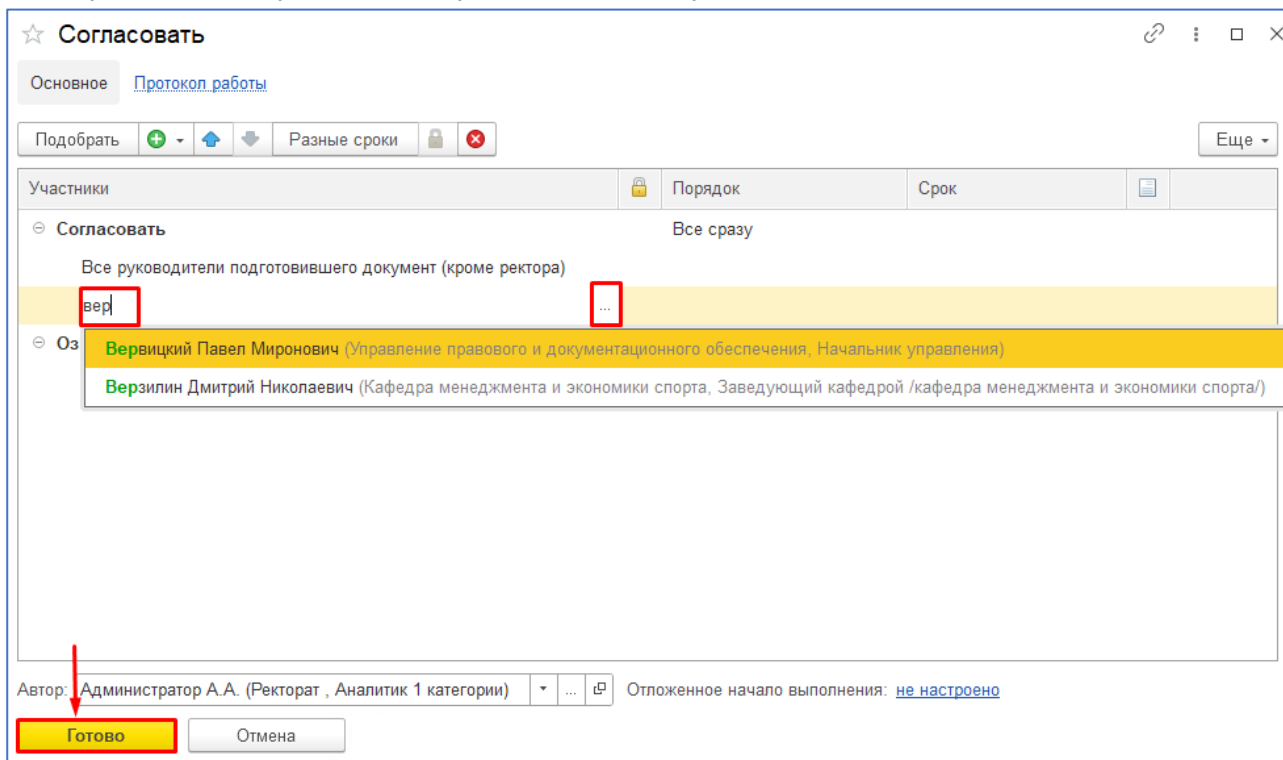 Согласовать
Основное Протокол работы
Подобрать Разные сроки Еще
Участники Порядок Срок
Согласовать Все сразу
Все руководители подготовившего документ (кроме ректора)
вер ...
Оз
Вервицкий Павел Миронович (Управление правового и документационного обеспечения, Начальник управления)
Верзилин Дмитрий Николаевич (Кафедра менеджмента и экономики спорта, Заведующий кафедрой /кафедра менеджмента и экономики спорта/)
Автор: Администратор А.А. (Ректорат , Аналитик 1 категории) ... Отложенное начало выполнения: не настроено
Готово Отмена